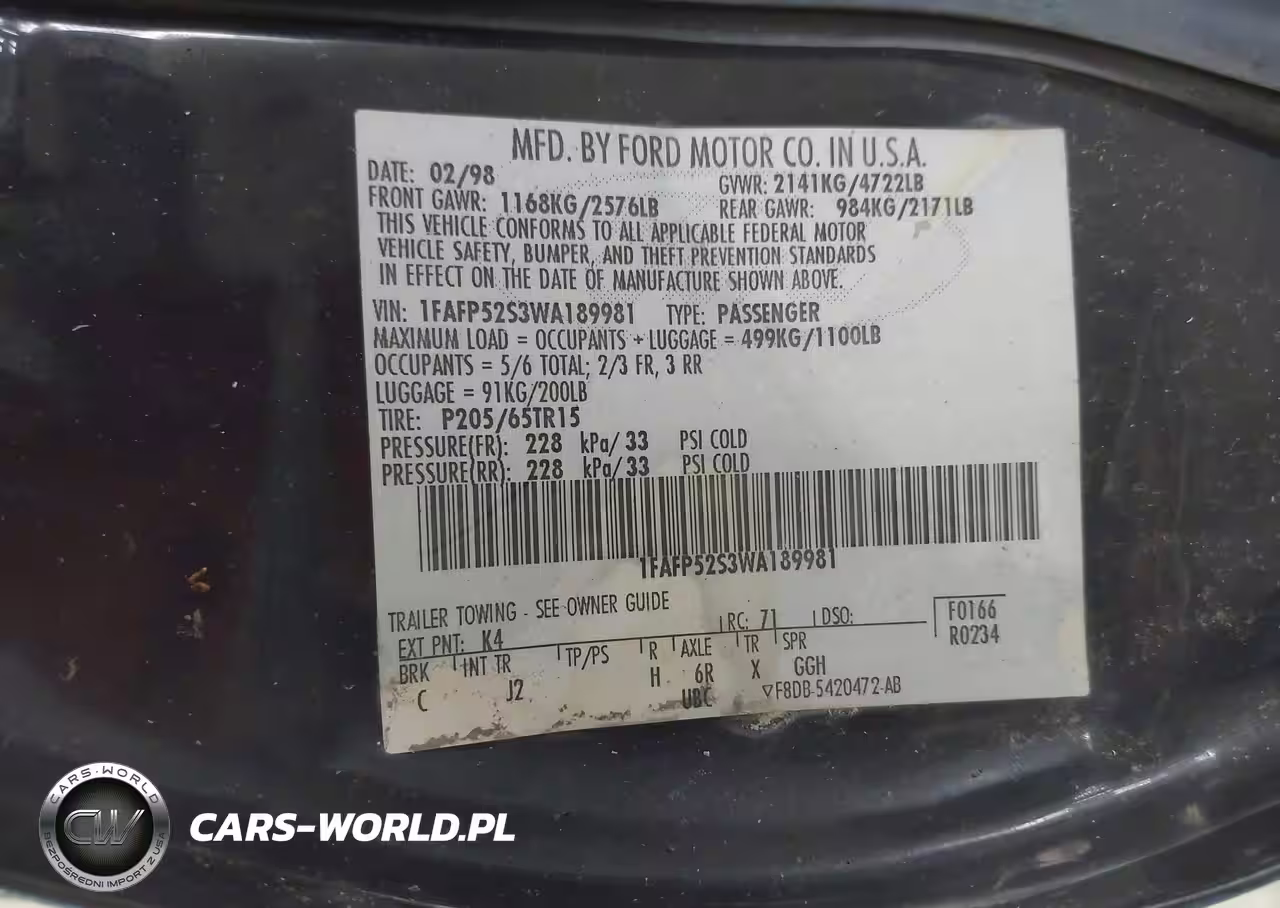 MFD. BY FORD MOTOR CO. IN U.S.A.
DATE: 02/98 GVWR: 2141KG/4722LB
FRONT GAWR: 1168KG/2576LB REAR GAWR: 984KG/2171LB
THIS VEHICLE CONFORMS TO ALL APPLICABLE FEDERAL MOTOR
VEHICLE SAFETY, BUMPER, AND THEFT PREVENTION STANDARDS
IN EFFECT ON THE DATE OF MANUFACTURE SHOWN ABOVE.
VIN: 1FAFP52S3WA189981 TYPE: PASSENGER
MAXIMUM LOAD = OCCUPANTS + LUGGAGE = 499KG/1100LB
OCCUPANTS = 5/6 TOTAL; 2/3 FR, 3 RR
LUGGAGE = 91KG/200LB
TIRE: P205/65TR15
PRESSURE(FR): 228 kPa/33 PSI COLD
PRESSURE(RR): 228 kPa/33 PSI COLD
1FAFP52S3WA189981
TRAILER TOWING - SEE OWNER GUIDE
EXT PNT: K4 RC: 71 DSO: F0166
R0234
BRK INT TR TP/PS R AXLE TR SPR
C J2 H 6R X GGH
UBC ▽F8DB-5420472-AB
CARS-WORLD
CW
BEZPOŚREDNI IMPORT Z USA
CARS-WORLD.PL